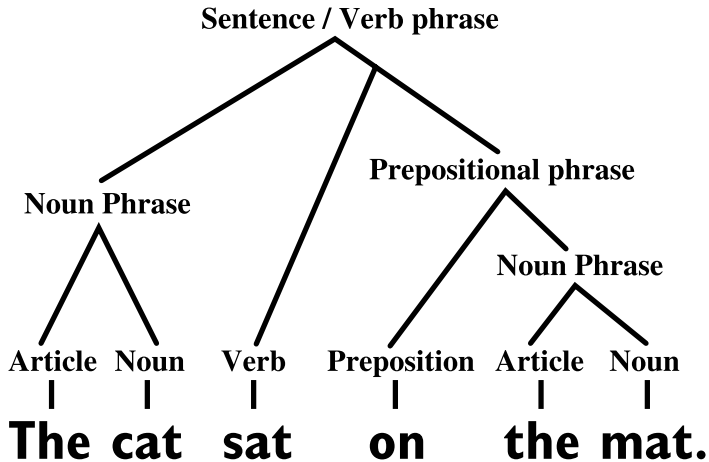 Sentence / Verb phrase
Prepositional phrase
Noun Phrase
Noun Phrase
Article Noun Verb Preposition Article Noun
The cat sat on the mat.